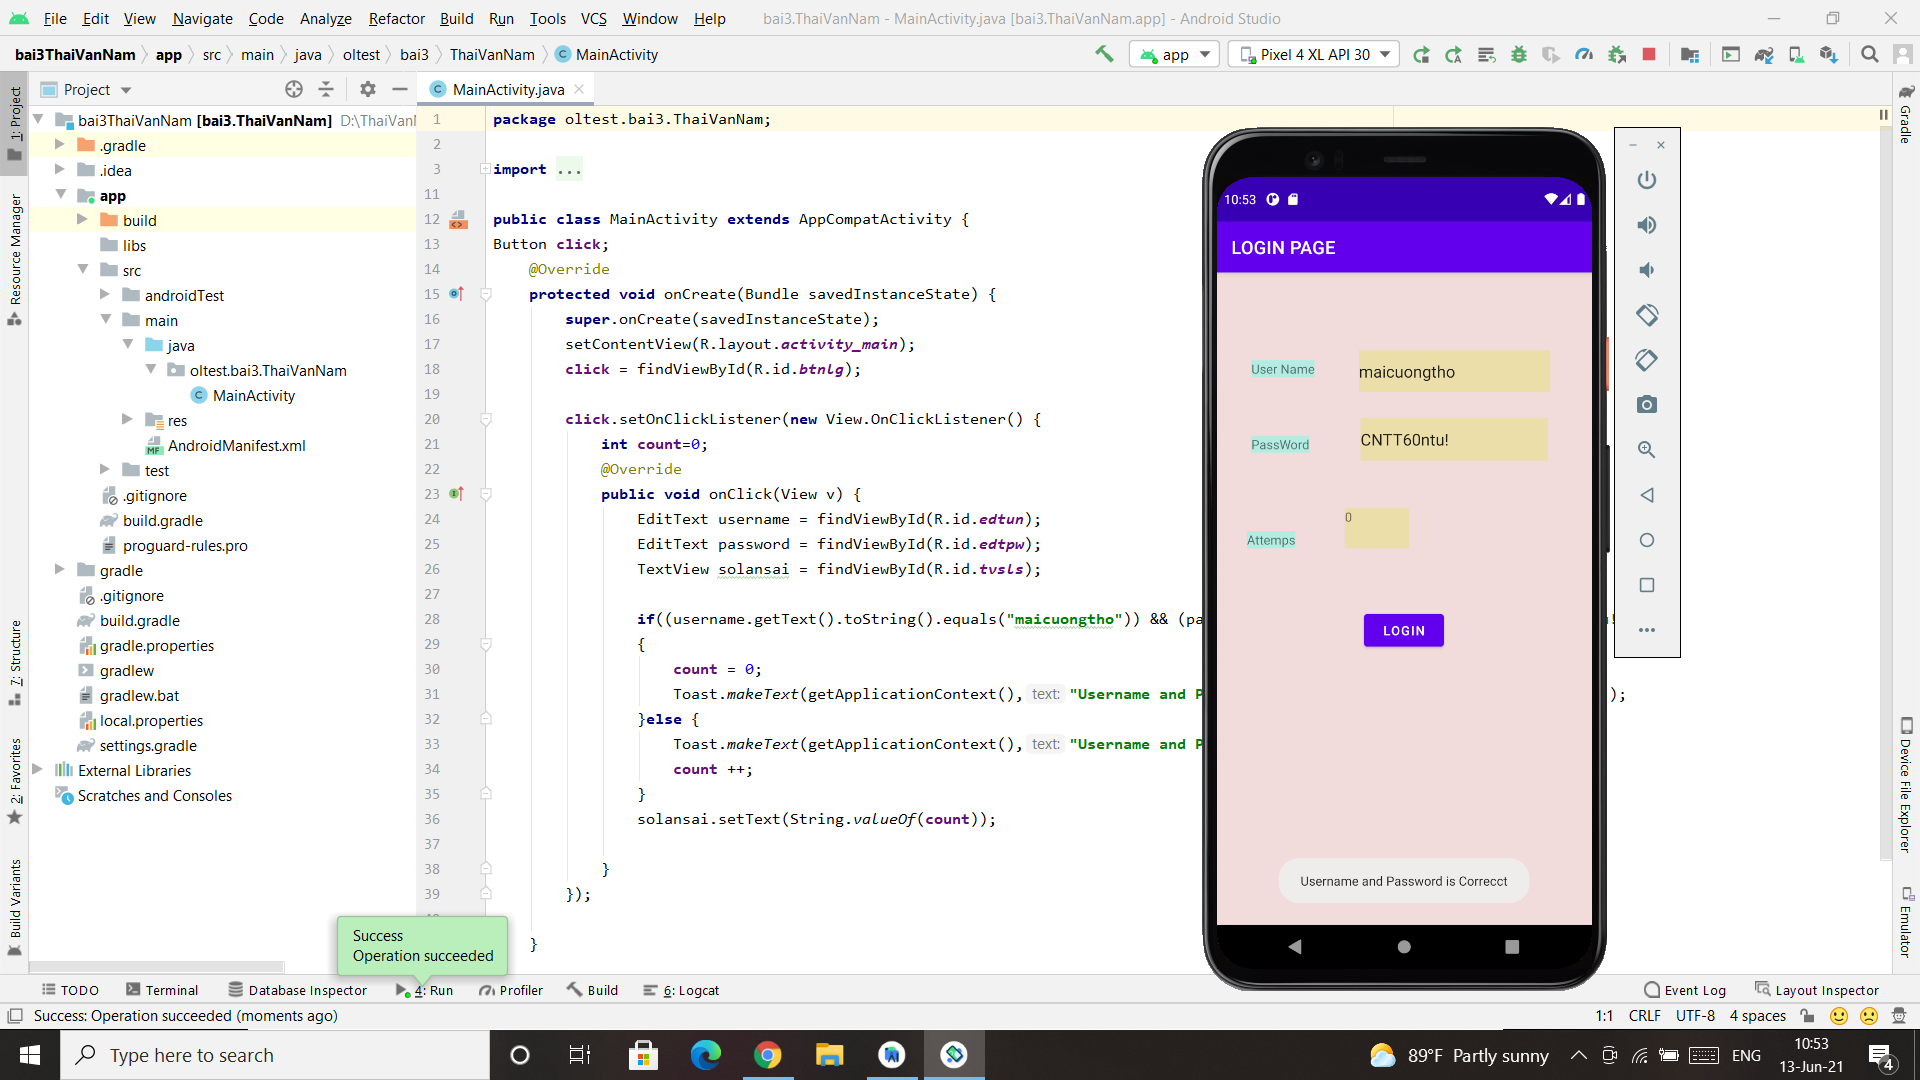 File Edit View Navigate Code Analyze Refactor Build Run Tools VCS Window Help bai3.ThaiVanNam - MainActivity.java [bai3.ThaiVanNam.app] - Android Studio
bai3ThaiVanNam app src main java oltest bai3 ThaiVanNam MainActivity app Pixel 4 XL API 30
Project
MainActivity.java
1: Project
Resource Manager
7: Structure
2: Favorites
Build Variants
bai3ThaiVanNam [bai3.ThaiVanNam] D:\ThaiVanN
.gradle
.idea
app
build
libs
src
androidTest
main
java
oltest.bai3.ThaiVanNam
MainActivity
res
AndroidManifest.xml
test
.gitignore
build.gradle
proguard-rules.pro
gradle
.gitignore
build.gradle
gradle.properties
gradlew
gradlew.bat
local.properties
settings.gradle
External Libraries
Scratches and Consoles
1 package oltest.bai3.ThaiVanNam;
2
3 import ...
11
12 public class MainActivity extends AppCompatActivity {
13 Button click;
14 @Override
15 protected void onCreate(Bundle savedInstanceState) {
16 super.onCreate(savedInstanceState);
17 setContentView(R.layout.activity_main);
18 click = findViewById(R.id.btnlg);
19
20 click.setOnClickListener(new View.OnClickListener() {
21 int count=0;
22 @Override
23 public void onClick(View v) {
24 EditText username = findViewById(R.id.edtun);
25 EditText password = findViewById(R.id.edtpw);
26 TextView solansai = findViewById(R.id.tvsls);
27
28 if((username.getText().toString().equals("maicuongtho")) && (pa
29 {
30 count = 0;
31 Toast.makeText(getApplicationContext(), text: "Username and P );
32 }else {
33 Toast.makeText(getApplicationContext(), text: "Username and P
34 count ++;
35 }
36 solansai.setText(String.valueOf(count));
37
38 }
39 });
}
10:53
LOGIN PAGE
User Name maicuongtho
PassWord CNTT60ntu!
Attemps 0
LOGIN
Username and Password is Correcct
Gradle
Device File Explorer
Emulator
Success
Operation succeeded
TODO Terminal Database Inspector 4: Run Profiler Build 6: Logcat Event Log Layout Inspector
Success: Operation succeeded (moments ago) 1:1 CRLF UTF-8 4 spaces
Type here to search 89°F Partly sunny ENG 10:53
13-Jun-21 4